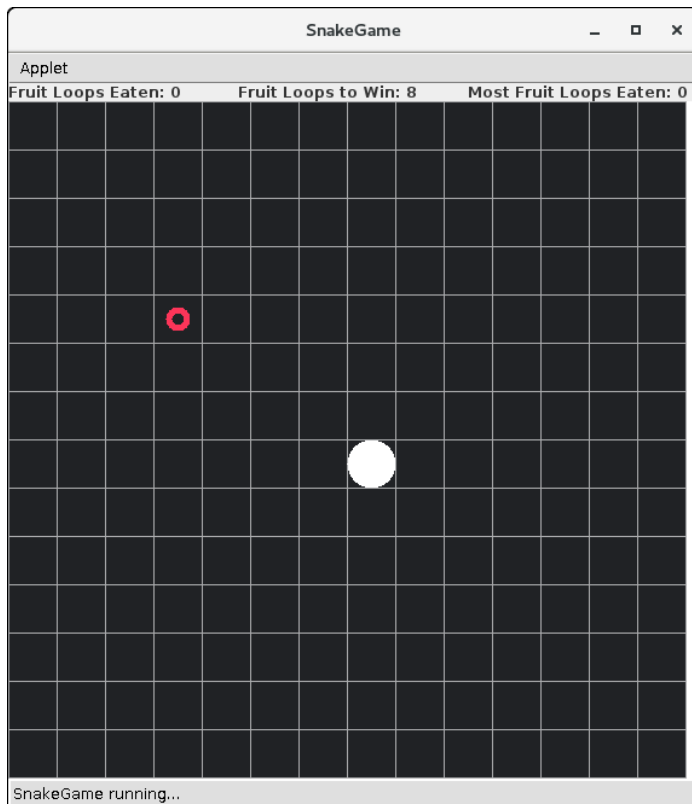 SnakeGame
Applet
Fruit Loops Eaten: 0 Fruit Loops to Win: 8 Most Fruit Loops Eaten: 0
SnakeGame running...